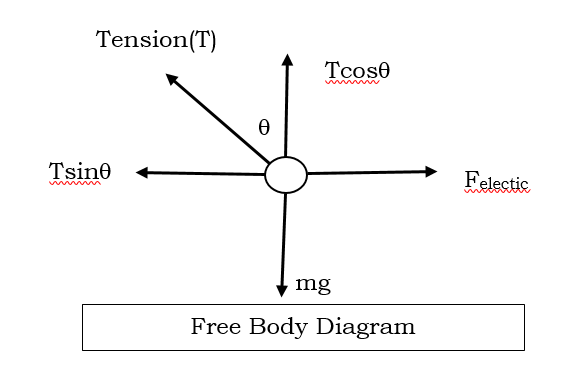 Tension(T)
Tcosθ
θ
Tsinθ
Felectic
mg
Free Body Diagram